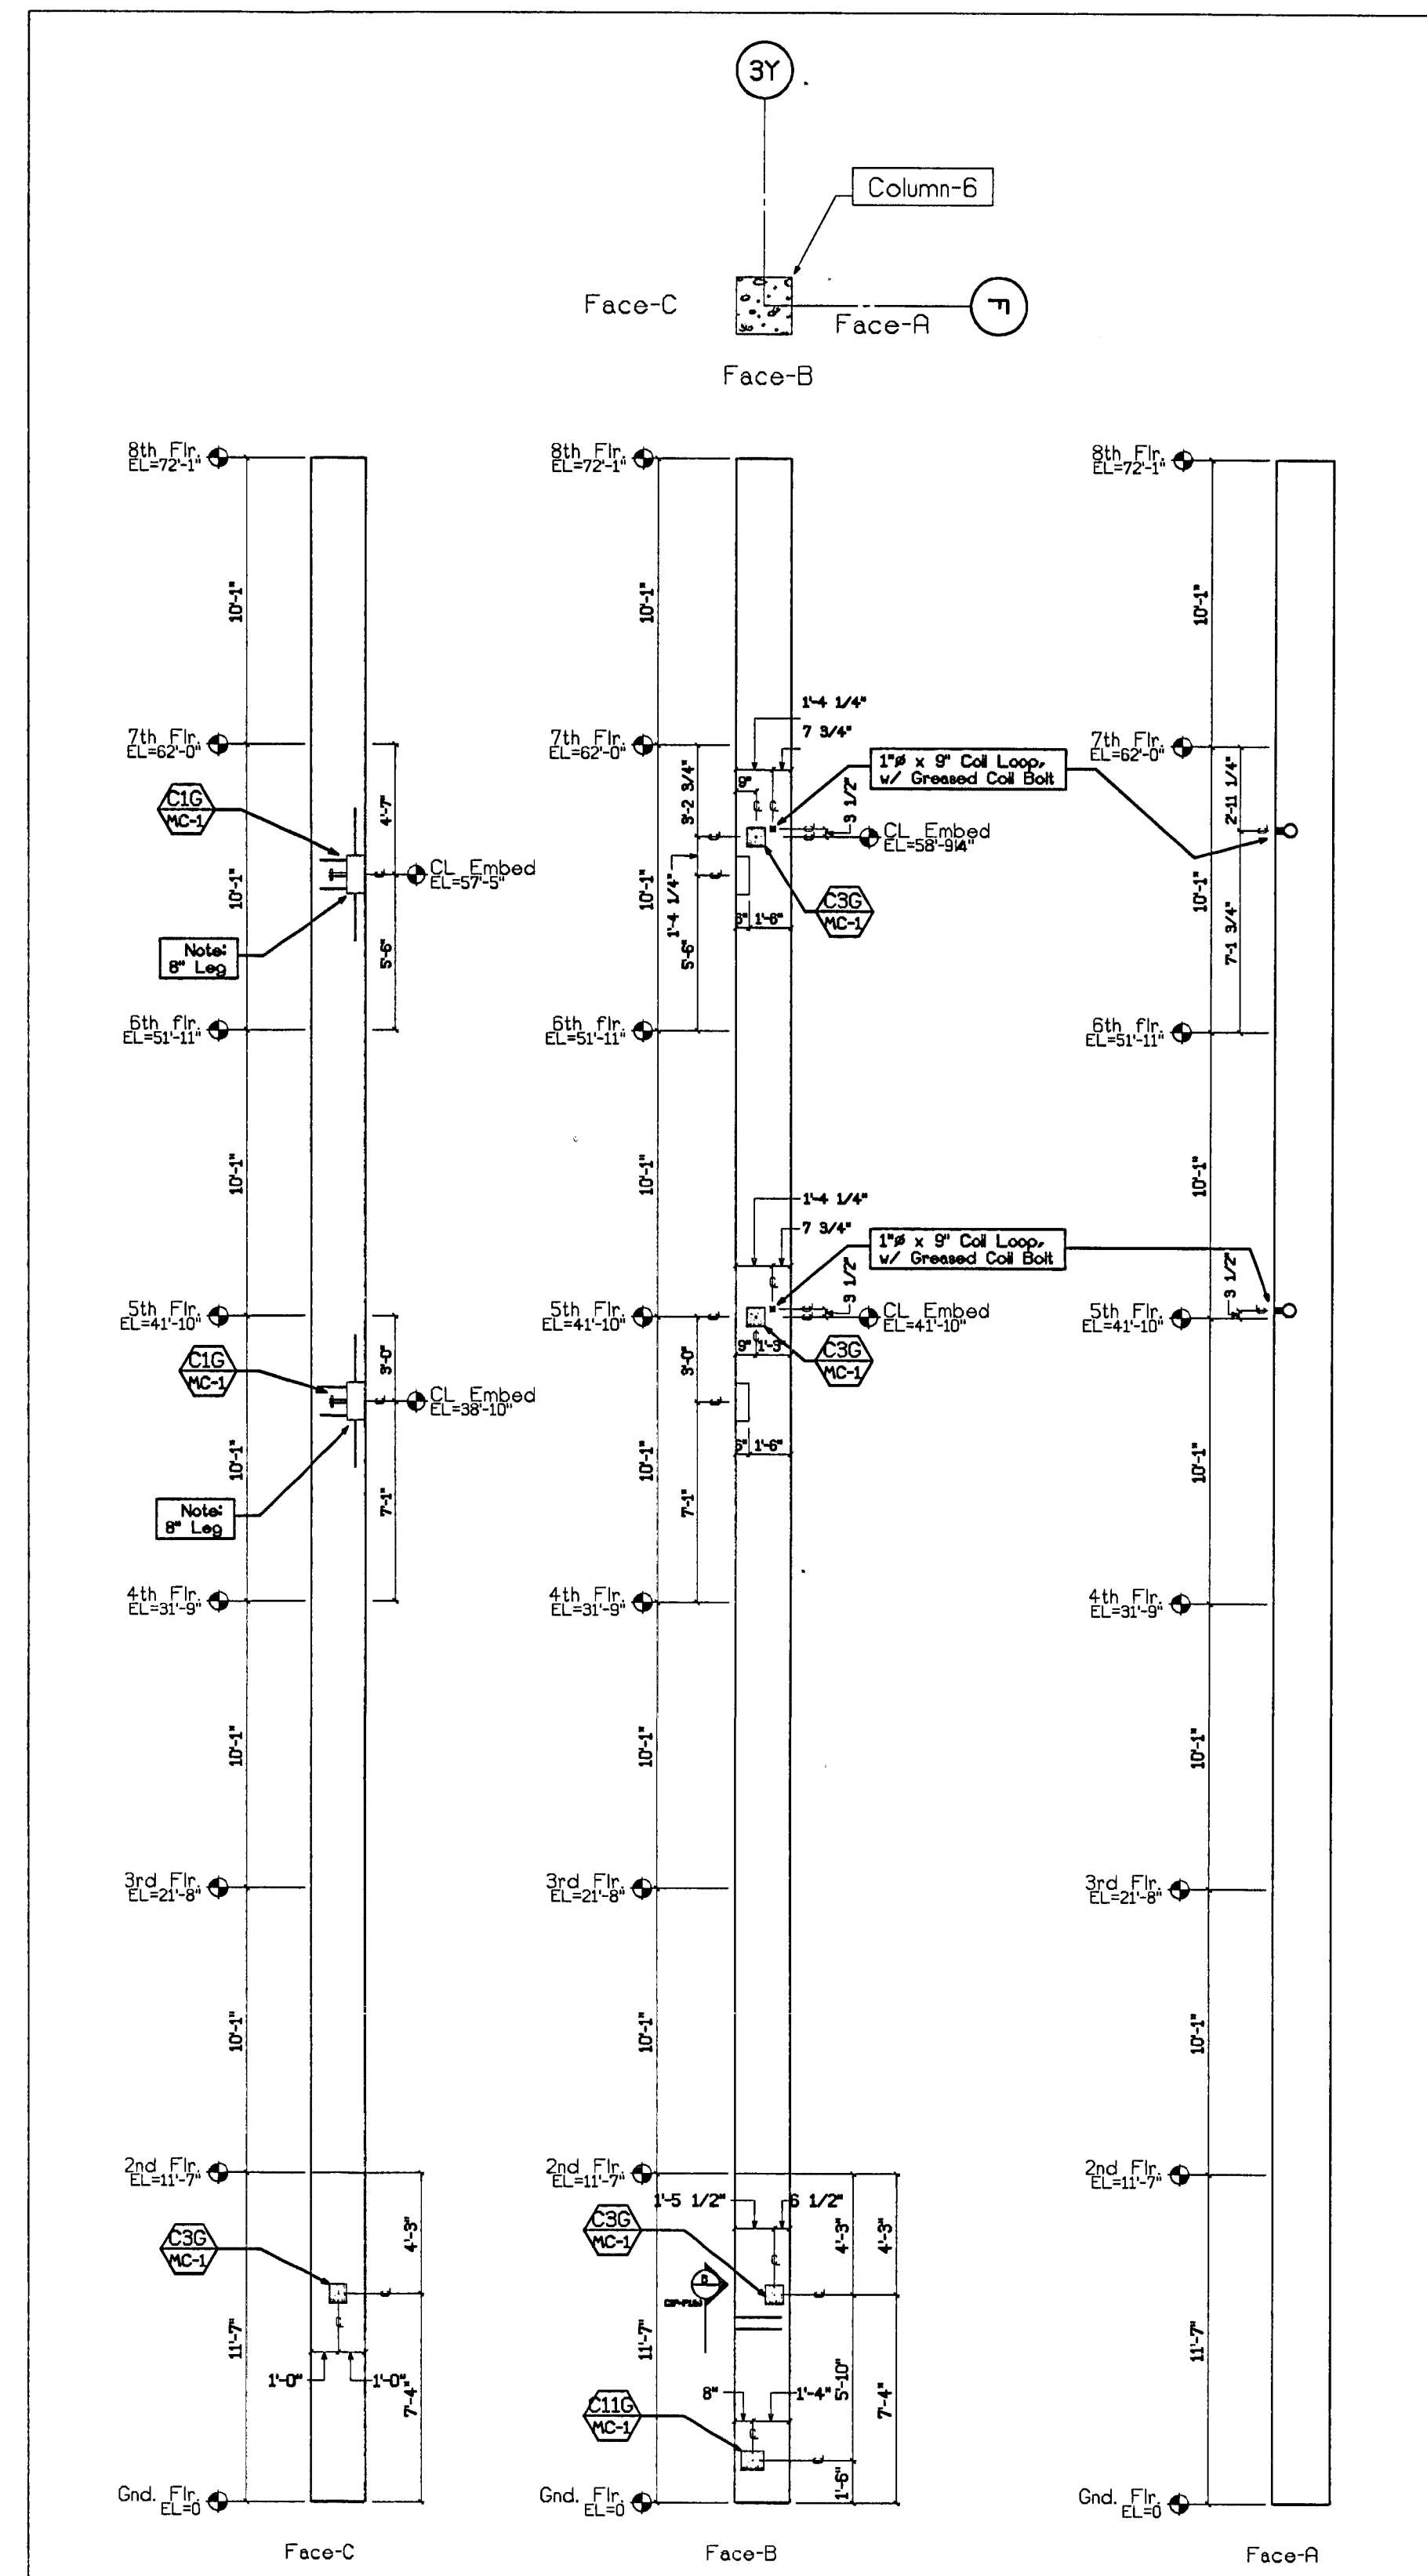 3Y
Column-6
Face-C
Face-A
F
Face-B
8th Flr.
EL=72'-1"
10'-1"
7th Flr.
EL=62'-0"
C1G
MC-1
4'-7"
CL Embed
EL=57'-5"
10'-1"
Note:
8" Leg
5'-6"
6th flr.
EL=51'-11"
10'-1"
5th Flr.
EL=41'-10"
C1G
MC-1
3'-0"
CL Embed
EL=38'-10"
10'-1"
Note:
8" Leg
7'-1"
4th Flr.
EL=31'-9"
10'-1"
3rd Flr.
EL=21'-8"
10'-1"
2nd Flr.
EL=11'-7"
C3G
MC-1
4'-3"
11'-7"
1'-0"
1'-0"
7'-4"
Gnd. Flr.
EL=0
Face-C
8th Flr.
EL=72'-1"
10'-1"
1'-4 1/4"
7 3/4"
7th Flr.
EL=62'-0"
1"ø x 9" Coil Loop,
w/ Greased Coil Bolt
3'-2 3/4"
9"
3 1/2"
CL Embed
10'-1"
1'-4 1/4"
C3G
MC-1
6"
1'-6"
5'-6"
6th flr.
EL=51'-11"
10'-1"
1'-4 1/4"
7 3/4"
1"ø x 9" Coil Loop,
w/ Greased Coil Bolt
3 1/2"
5th Flr.
EL=41'-10"
CL Embed
EL=41'-10"
9"
1'-3"
C3G
MC-1
3'-0"
10'-1"
6"
1'-6"
7'-1"
4th Flr.
EL=31'-9"
10'-1"
3rd Flr.
EL=21'-8"
10'-1"
2nd Flr.
EL=11'-7"
1'-5 1/2"
6 1/2"
C3G
MC-1
4'-3"
4'-3"
11'-7"
5'-10"
7'-4"
8"
1'-4"
C11G
MC-1
1'-6"
Gnd. Flr.
EL=0
Face-B
8th Flr.
EL=72'-1"
10'-1"
7th Flr.
EL=62'-0"
2'-11 1/4"
10'-1"
7'-1 3/4"
6th Flr.
EL=51'-11"
10'-1"
3 1/2"
5th Flr.
EL=41'-10"
10'-1"
4th Flr.
EL=31'-9"
10'-1"
3rd Flr.
EL=21'-8"
10'-1"
2nd Flr.
EL=11'-7"
11'-7"
Gnd. Flr.
EL=0
Face-A